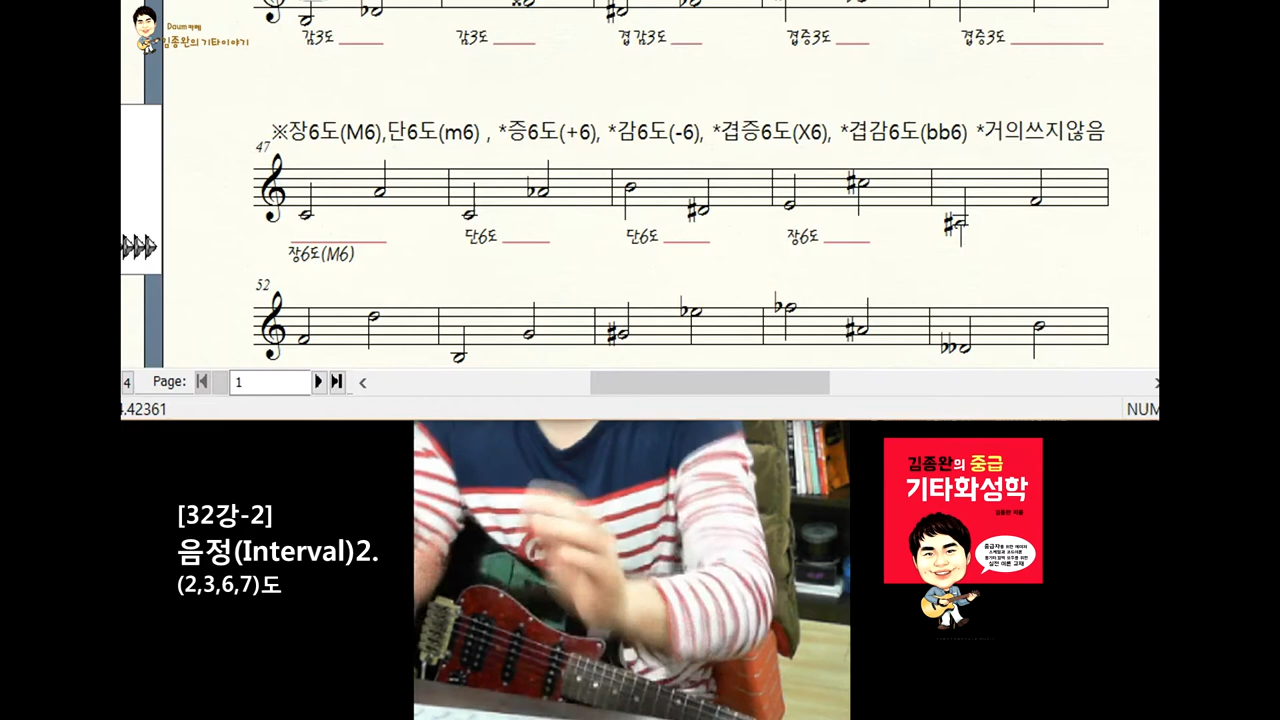 Daum카페
김종완의 기타이야기
감3도 감3도 겹감3도 겹증3도 겹증3도
※장6도(M6),단6도(m6) , *증6도(+6), *감6도(-6), *겹증6도(X6), *겹감6도(bb6) *거의쓰지않음
47
단6도 단6도 장6도
장6도(M6)
52
4 Page: 1
4.42361 NUM
[32강-2]
음정(Interval)2.
(2,3,6,7)도
김종완의 중급
기타화성학
김종완 지음